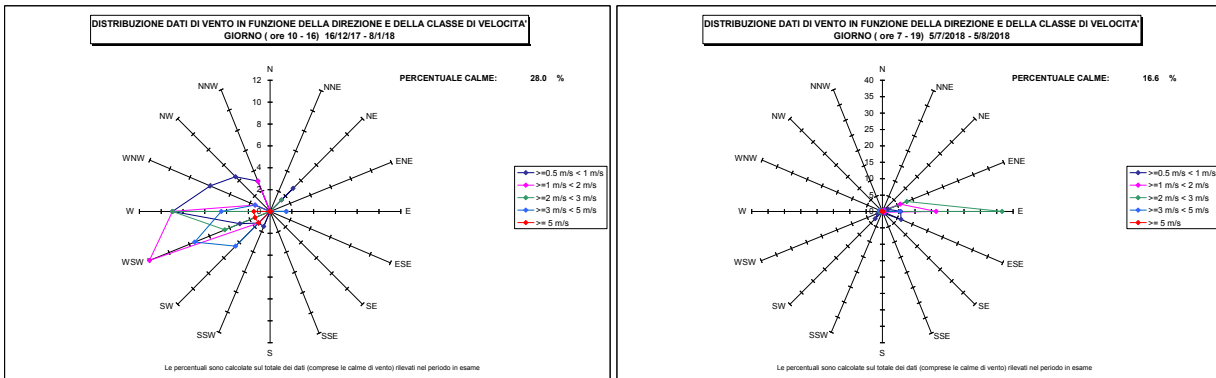 DISTRIBUZIONE DATI DI VENTO IN FUNZIONE DELLA DIREZIONE E DELLA CLASSE DI VELOCITA'
GIORNO ( ore 10 - 16) 16/12/17 - 8/1/18
PERCENTUALE CALME: 28.0 %
N
NNE
NE
ENE
E
ESE
SE
SSE
S
SSW
SW
WSW
W
WNW
NW
NNW
12
10
8
6
4
2
0
>=0.5 m/s < 1 m/s
>=1 m/s < 2 m/s
>=2 m/s < 3 m/s
>=3 m/s < 5 m/s
>= 5 m/s
Le percentuali sono calcolate sul totale dei dati (comprese le calme di vento) rilevati nel periodo in esame
DISTRIBUZIONE DATI DI VENTO IN FUNZIONE DELLA DIREZIONE E DELLA CLASSE DI VELOCITA'
GIORNO ( ore 7 - 19) 5/7/2018 - 5/8/2018
PERCENTUALE CALME: 16.6 %
N
NNE
NE
ENE
E
ESE
SE
SSE
S
SSW
SW
WSW
W
WNW
NW
NNW
40
35
30
25
20
15
10
5
0
>=0.5 m/s < 1 m/s
>=1 m/s < 2 m/s
>=2 m/s < 3 m/s
>=3 m/s < 5 m/s
>= 5 m/s
Le percentuali sono calcolate sul totale dei dati (comprese le calme di vento) rilevati nel periodo in esame